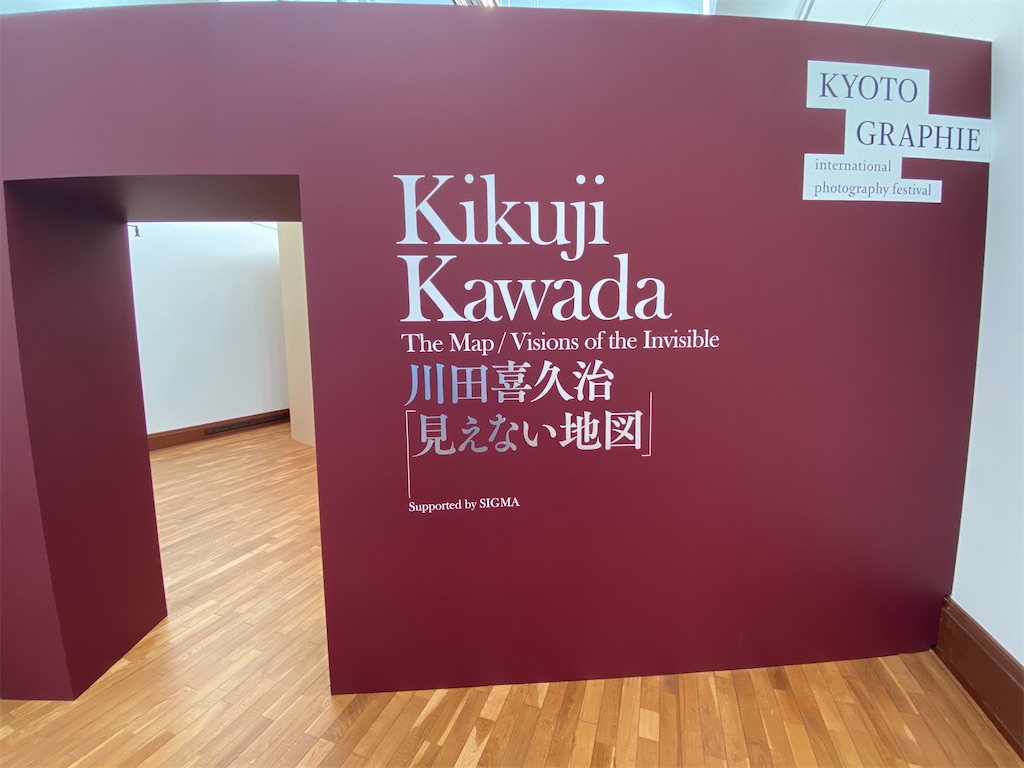 KYOTO
GRAPHIE
international
photography festival
Kikuji
Kawada
The Map / Visions of the Invisible
川田喜久治
「見えない地図」
Supported by SIGMA